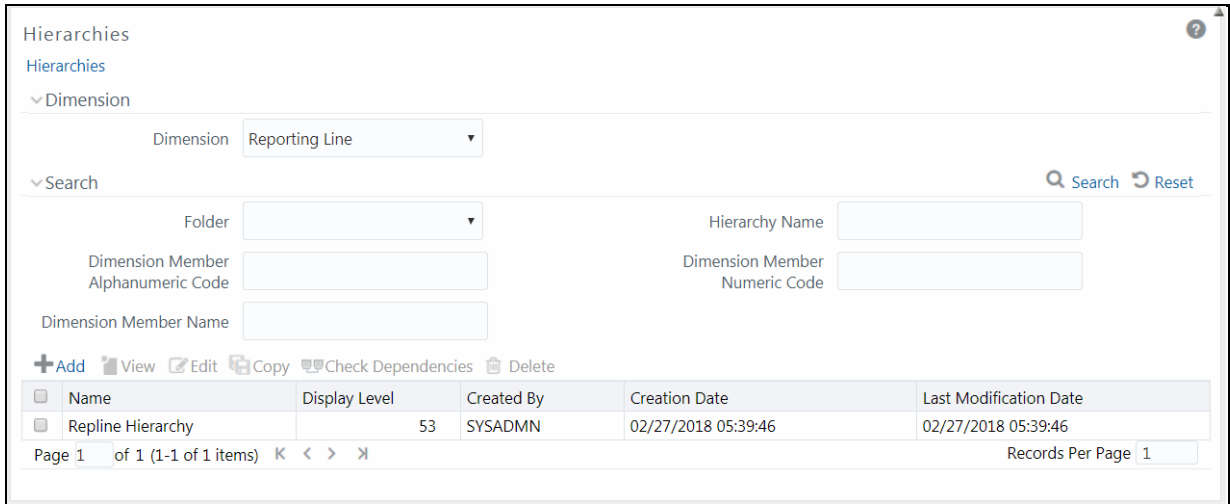 Hierarchies
?
Hierarchies
Dimension
Dimension Reporting Line
Search Search Reset
Folder Hierarchy Name
Dimension Member Alphanumeric Code Dimension Member Numeric Code
Dimension Member Name
Add View Edit Copy Check Dependencies Delete
Name Display Level Created By Creation Date Last Modification Date
Repline Hierarchy 53 SYSADMN 02/27/2018 05:39:46 02/27/2018 05:39:46
Page 1 of 1 (1-1 of 1 items) Records Per Page 1